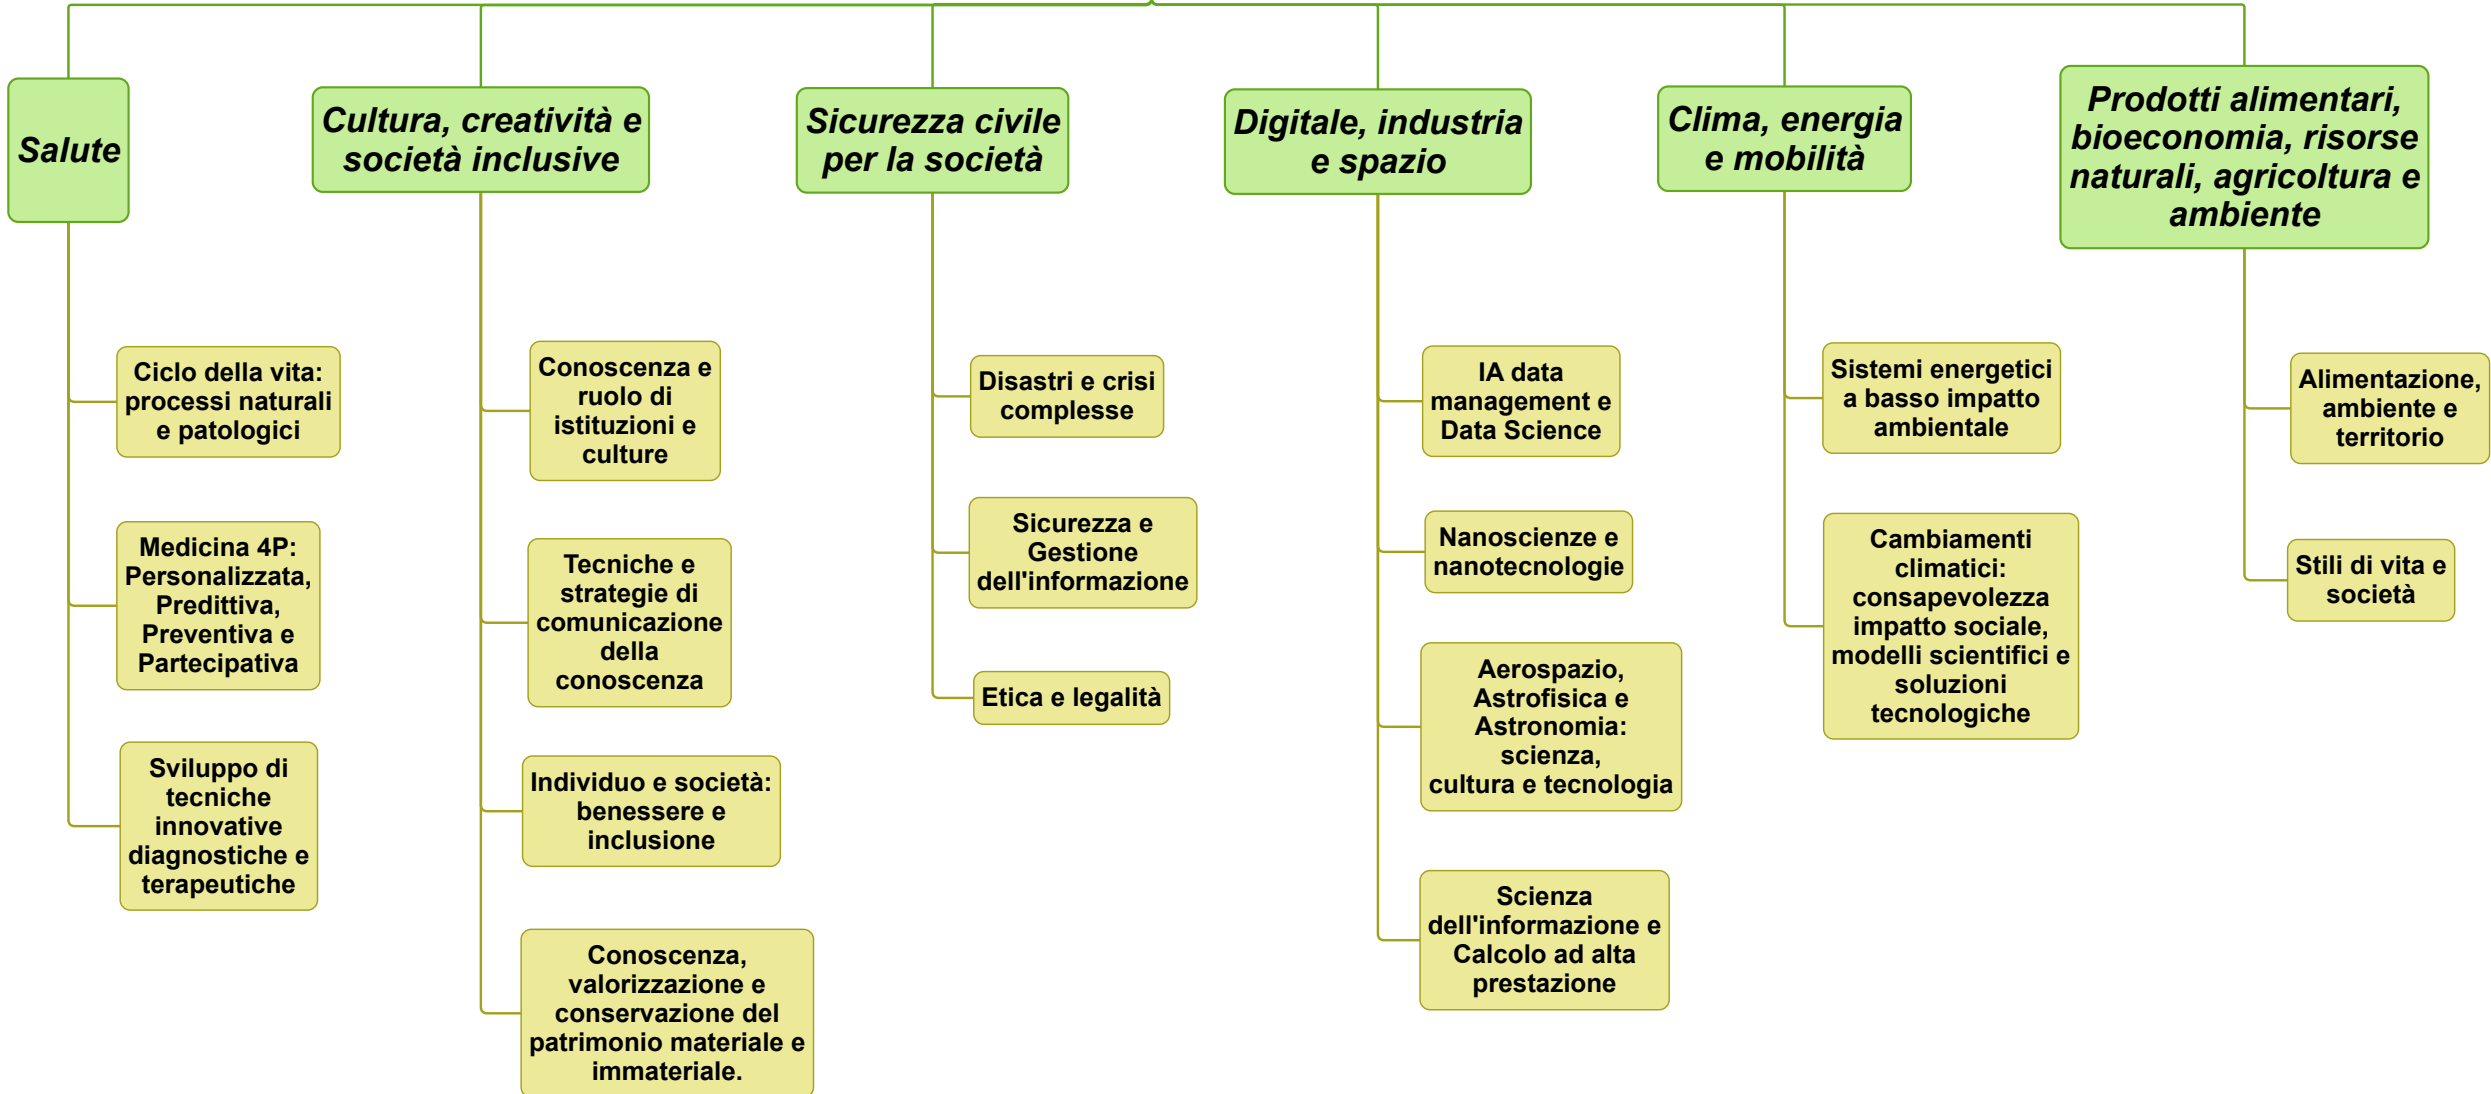 Salute
Cultura, creatività e
società inclusive
Sicurezza civile
per la società
Digitale, industria
e spazio
Clima, energia
e mobilità
Prodotti alimentari,
bioeconomia, risorse
naturali, agricoltura e
ambiente
Ciclo della vita:
processi naturali
e patologici
Medicina 4P:
Personalizzata,
Predittiva,
Preventiva e
Partecipativa
Sviluppo di
tecniche
innovative
diagnostiche e
terapeutiche
Conoscenza e
ruolo di
istituzioni e
culture
Tecniche e
strategie di
comunicazione
della
conoscenza
Individuo e società:
benessere e
inclusione
Conoscenza,
valorizzazione e
conservazione del
patrimonio materiale e
immateriale.
Disastri e crisi
complesse
Sicurezza e
Gestione
dell'informazione
Etica e legalità
IA data
management e
Data Science
Nanoscienze e
nanotecnologie
Aerospazio,
Astrofisica e
Astronomia:
scienza,
cultura e tecnologia
Scienza
dell'informazione e
Calcolo ad alta
prestazione
Sistemi energetici
a basso impatto
ambientale
Cambiamenti
climatici:
consapevolezza
impatto sociale,
modelli scientifici e
soluzioni
tecnologiche
Alimentazione,
ambiente e
territorio
Stili di vita e
società